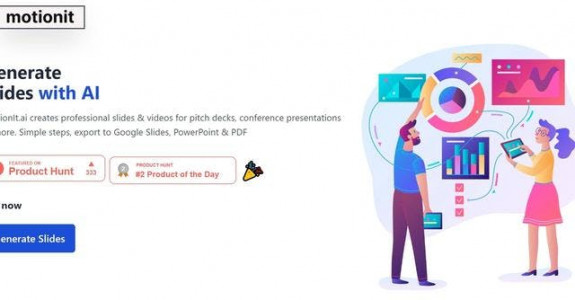 motionit
enerate
ides with AI
ionit.ai creates professional slides & videos for pitch decks, conference presentations
nore. Simple steps, export to Google Slides, PowerPoint & PDF
FEATURED ON
Product Hunt 333
PRODUCT HUNT
#2 Product of the Day
now
enerate Slides